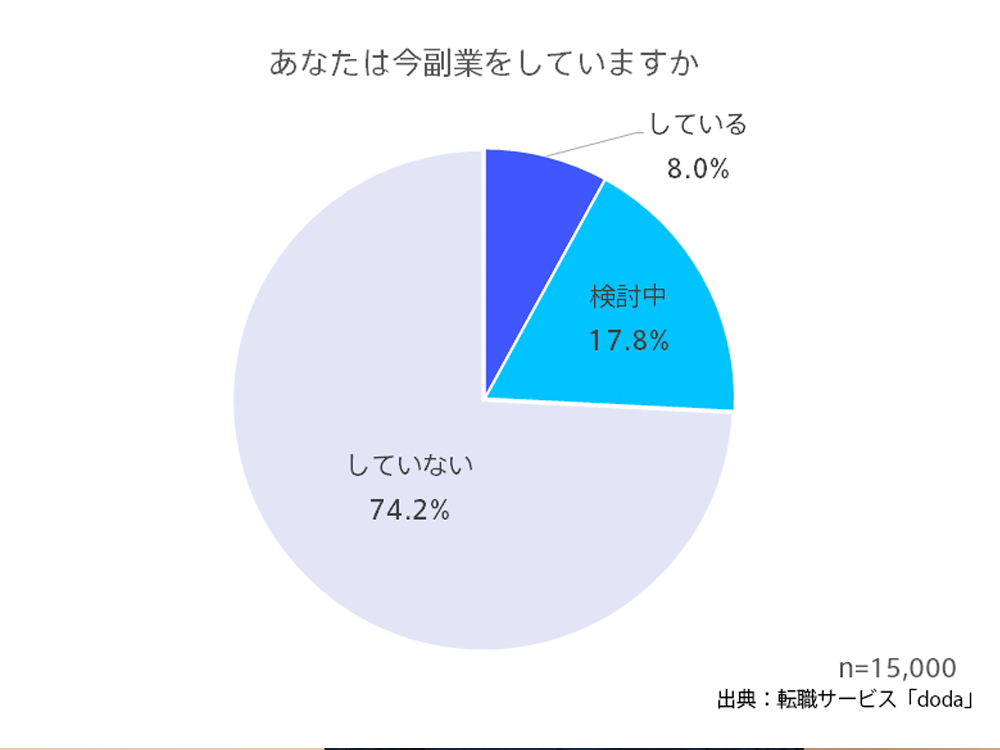 あなたは今副業をしていますか
している
8.0%
検討中
17.8%
していない
74.2%
n=15,000
出典：転職サービス「doda」